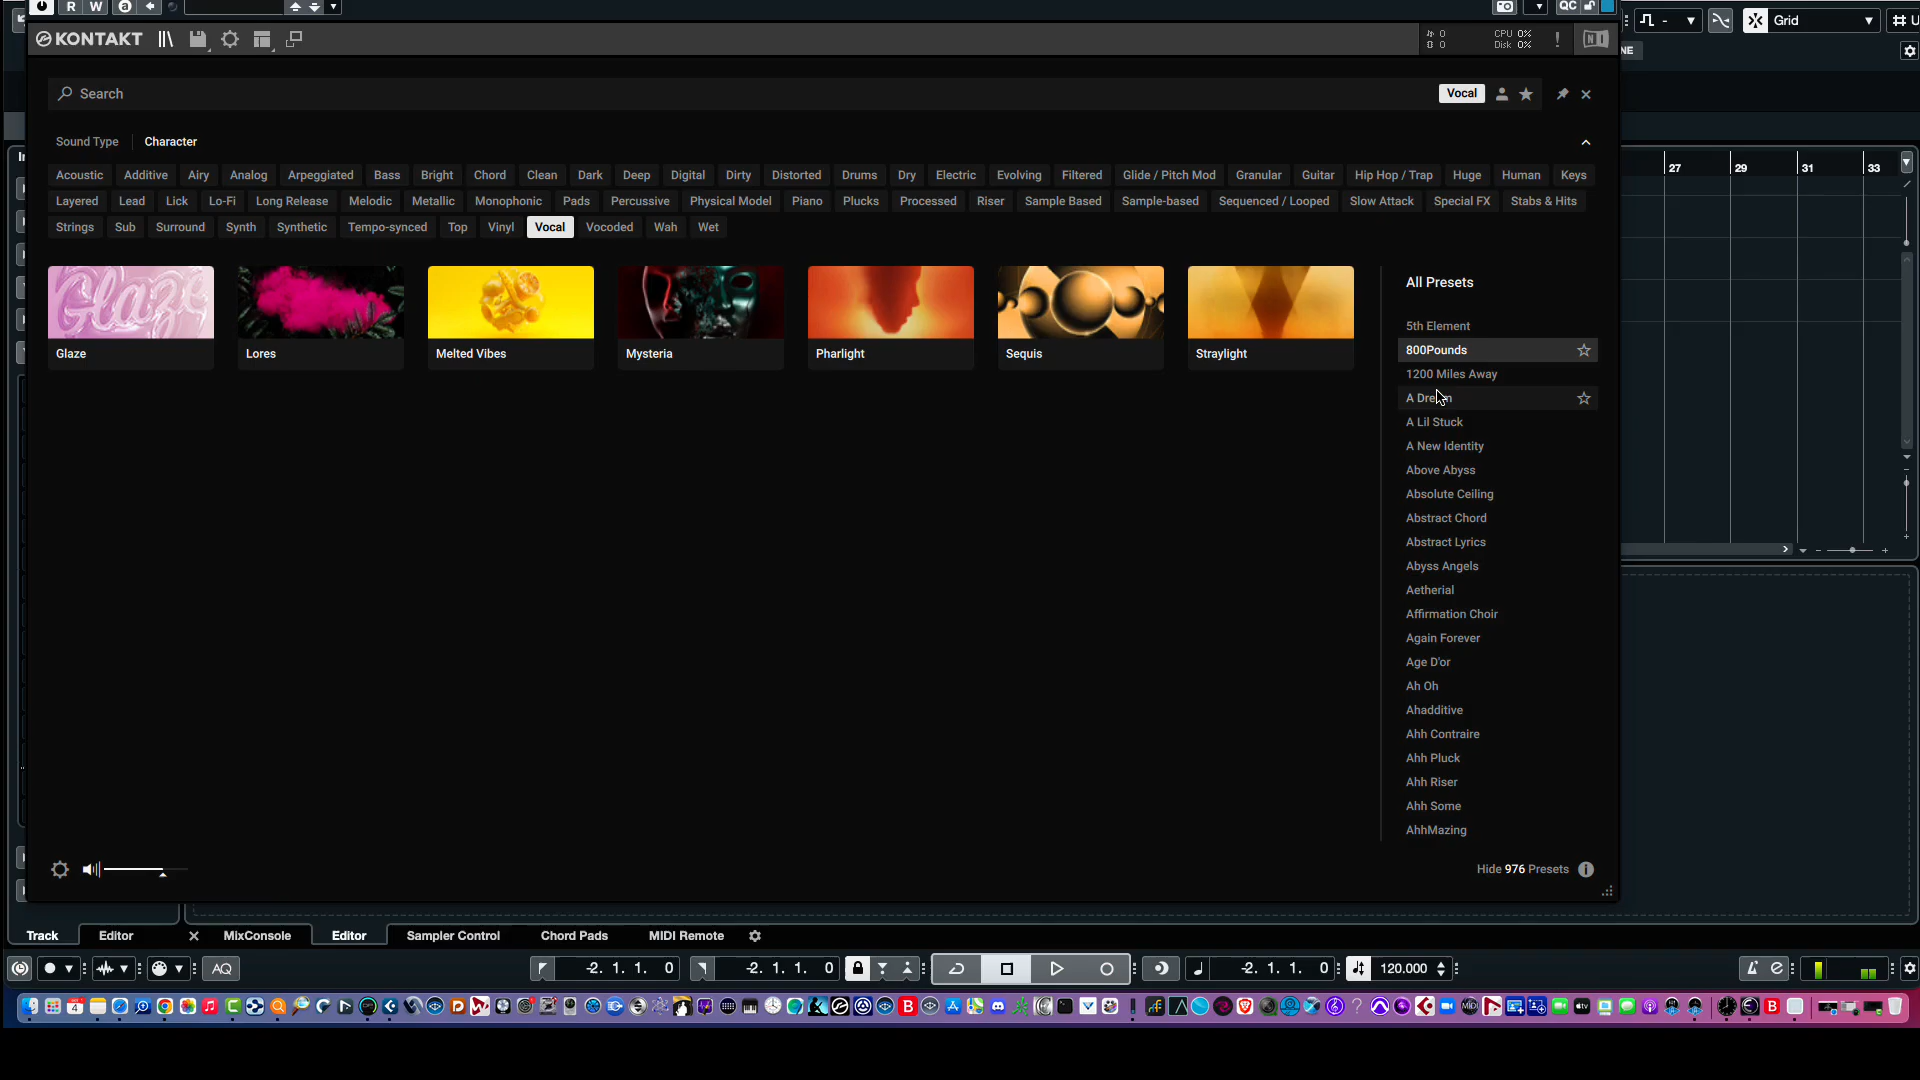 R W a QC
KONTAKT 0 0 CPU 0% Disk 0% ! NI
- Grid
NE
Search Vocal
Sound Type Character
Acoustic Additive Airy Analog Arpeggiated Bass Bright Chord Clean Dark Deep Digital Dirty Distorted Drums Dry Electric Evolving Filtered Glide / Pitch Mod Granular Guitar Hip Hop / Trap Huge Human Keys
Layered Lead Lick Lo-Fi Long Release Melodic Metallic Monophonic Pads Percussive Physical Model Piano Plucks Processed Riser Sample Based Sample-based Sequenced / Looped Slow Attack Special FX Stabs & Hits
Strings Sub Surround Synth Synthetic Tempo-synced Top Vinyl Vocal Vocoded Wah Wet
27 29 31 33
Glaze
Glaze Lores Melted Vibes Mysteria Pharlight Sequis Straylight
All Presets
5th Element
800Pounds
1200 Miles Away
A Lil Stuck
A New Identity
Above Abyss
Absolute Ceiling
Abstract Chord
Abstract Lyrics
Abyss Angels
Aetherial
Affirmation Choir
Again Forever
Age D'or
Ah Oh
Ahadditive
Ahh Contraire
Ahh Pluck
Ahh Riser
Ahh Some
AhhMazing
Hide 976 Presets
Track Editor MixConsole Editor Sampler Control Chord Pads MIDI Remote
AQ -2. 1. 1. 0 -2. 1. 1. 0 -2. 1. 1. 0 120.000